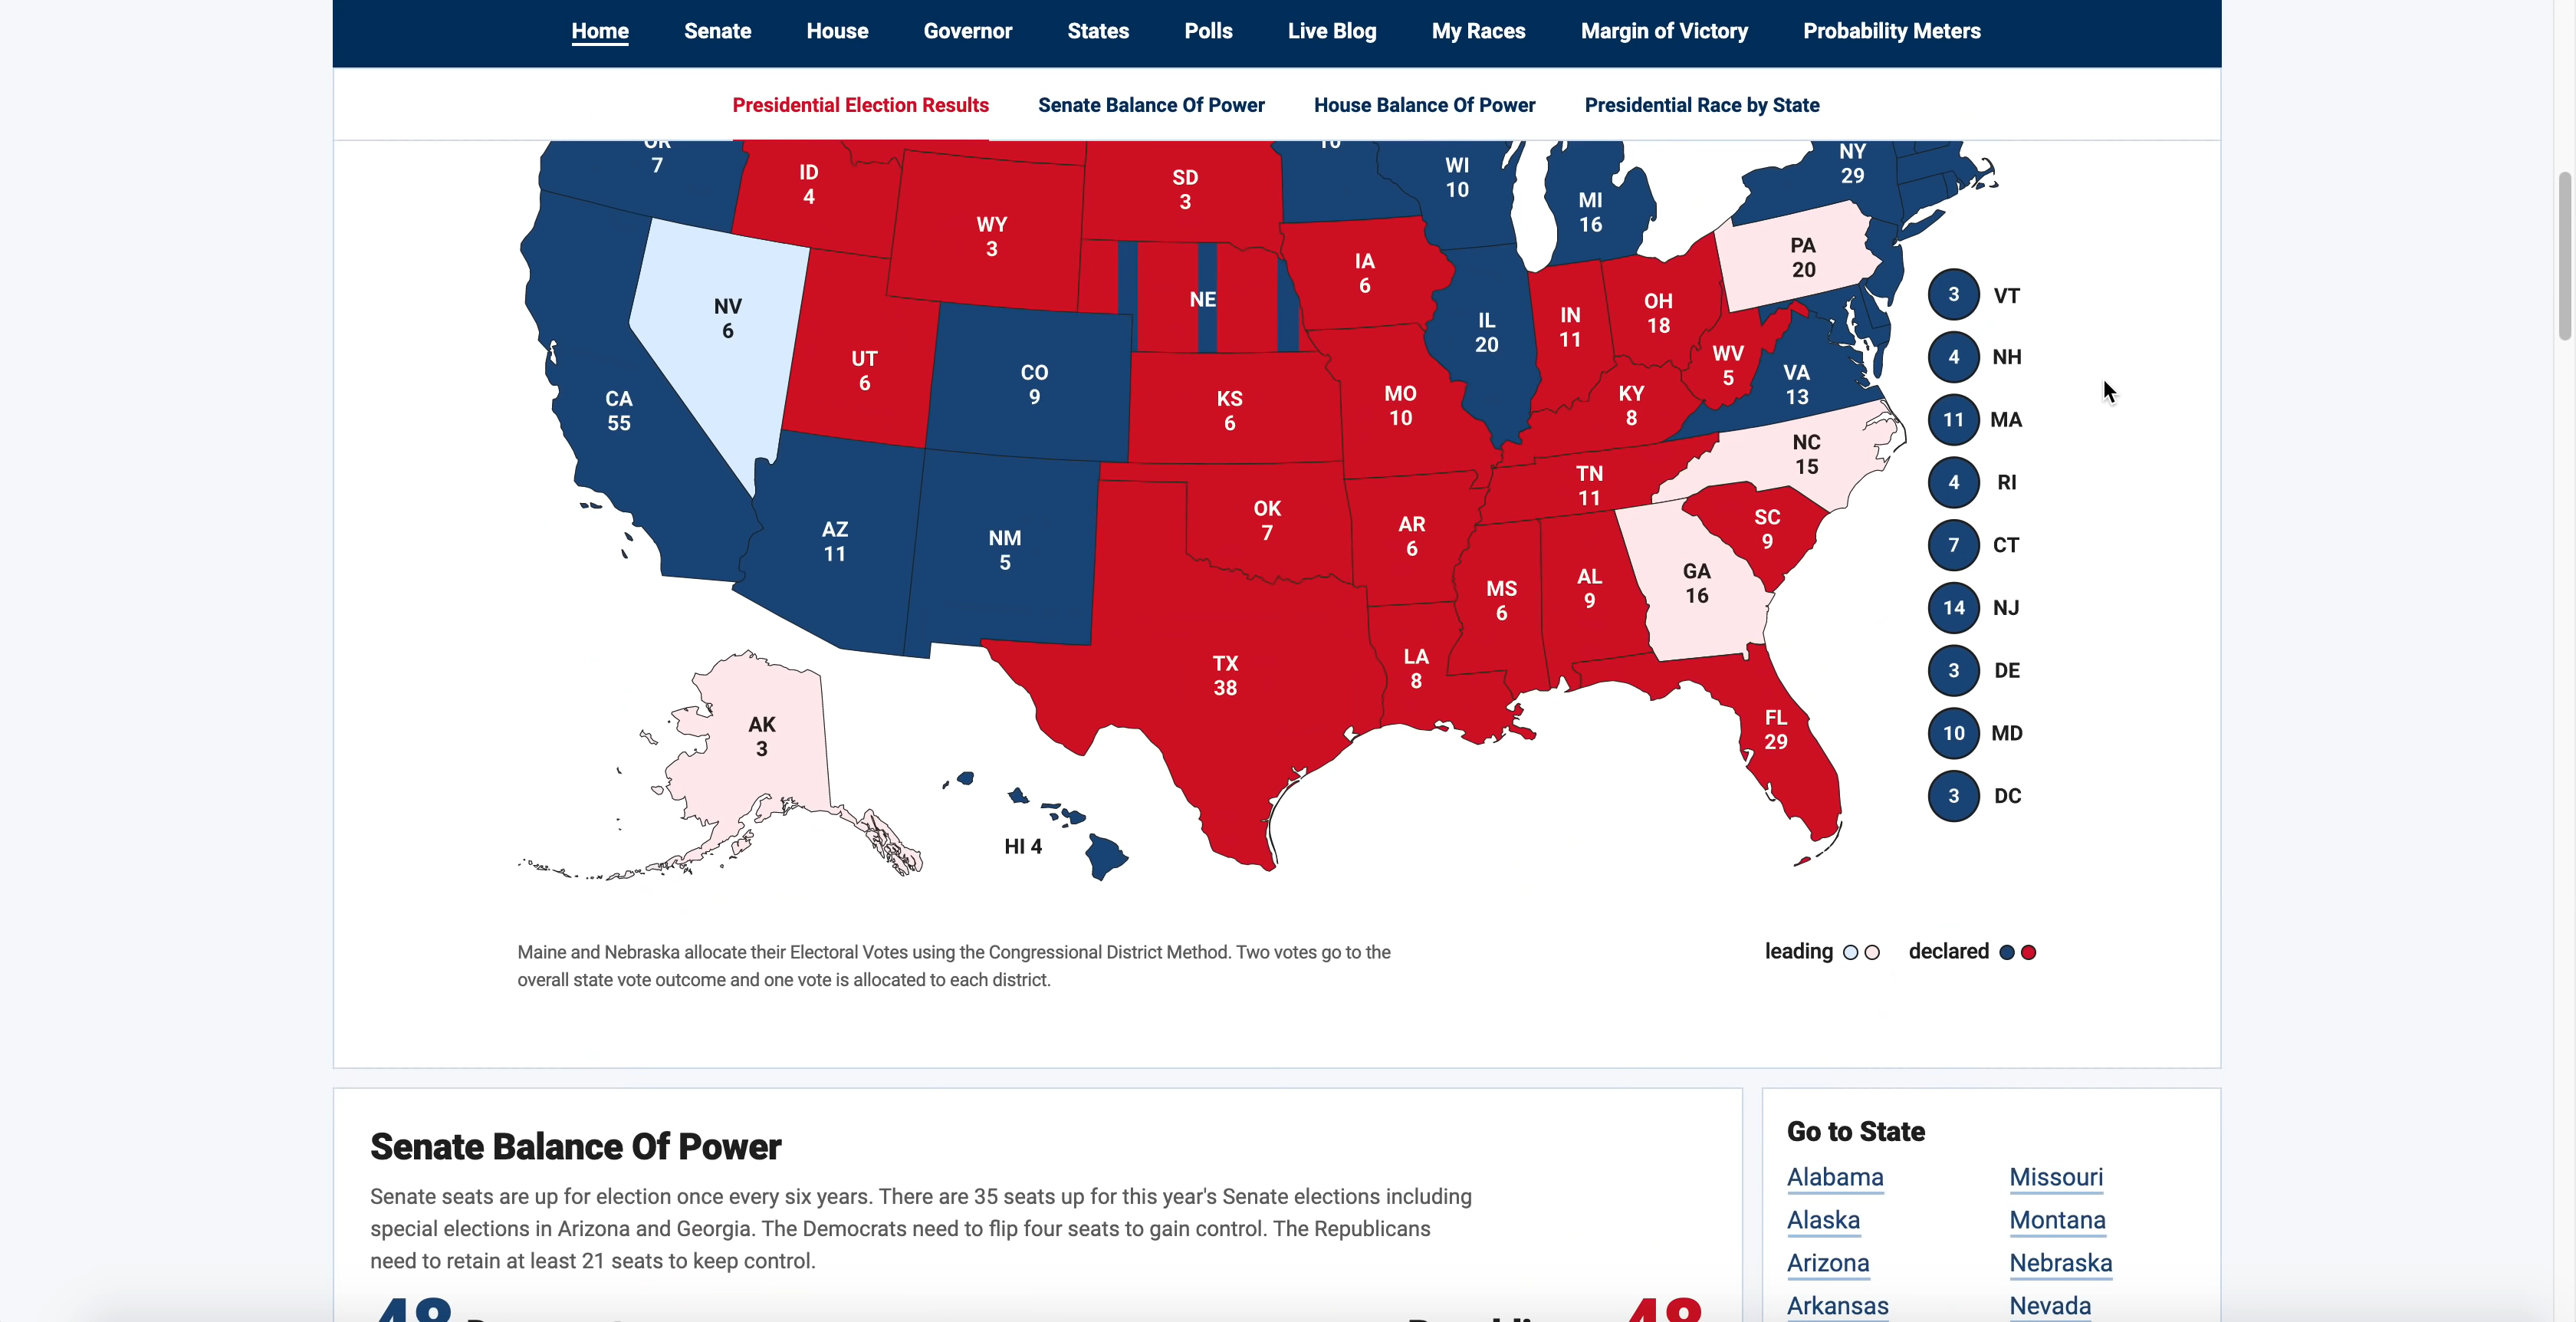 Home Senate House Governor States Polls Live Blog My Races Margin of Victory Probability Meters
Presidential Election Results Senate Balance Of Power House Balance Of Power Presidential Race by State
OR
7
ID
4
WY
3
SD
3
10
WI
10
MI
16
NY
29
PA
20
NV
6
UT
6
CO
9
NE
IA
6
IL
20
IN
11
OH
18
WV
5
VA
13
CA
55
KS
6
MO
10
KY
8
NC
15
TN
11
AZ
11
NM
5
OK
7
AR
6
SC
9
MS
6
AL
9
GA
16
TX
38
LA
8
FL
29
AK
3
HI 4
3 VT
4 NH
11 MA
4 RI
7 CT
14 NJ
3 DE
10 MD
3 DC
Maine and Nebraska allocate their Electoral Votes using the Congressional District Method. Two votes go to the
overall state vote outcome and one vote is allocated to each district.
leading declared
Senate Balance Of Power
Senate seats are up for election once every six years. There are 35 seats up for this year's Senate elections including
special elections in Arizona and Georgia. The Democrats need to flip four seats to gain control. The Republicans
need to retain at least 21 seats to keep control.
48 48
Go to State
Alabama
Alaska
Arizona
Arkansas
Missouri
Montana
Nebraska
Nevada